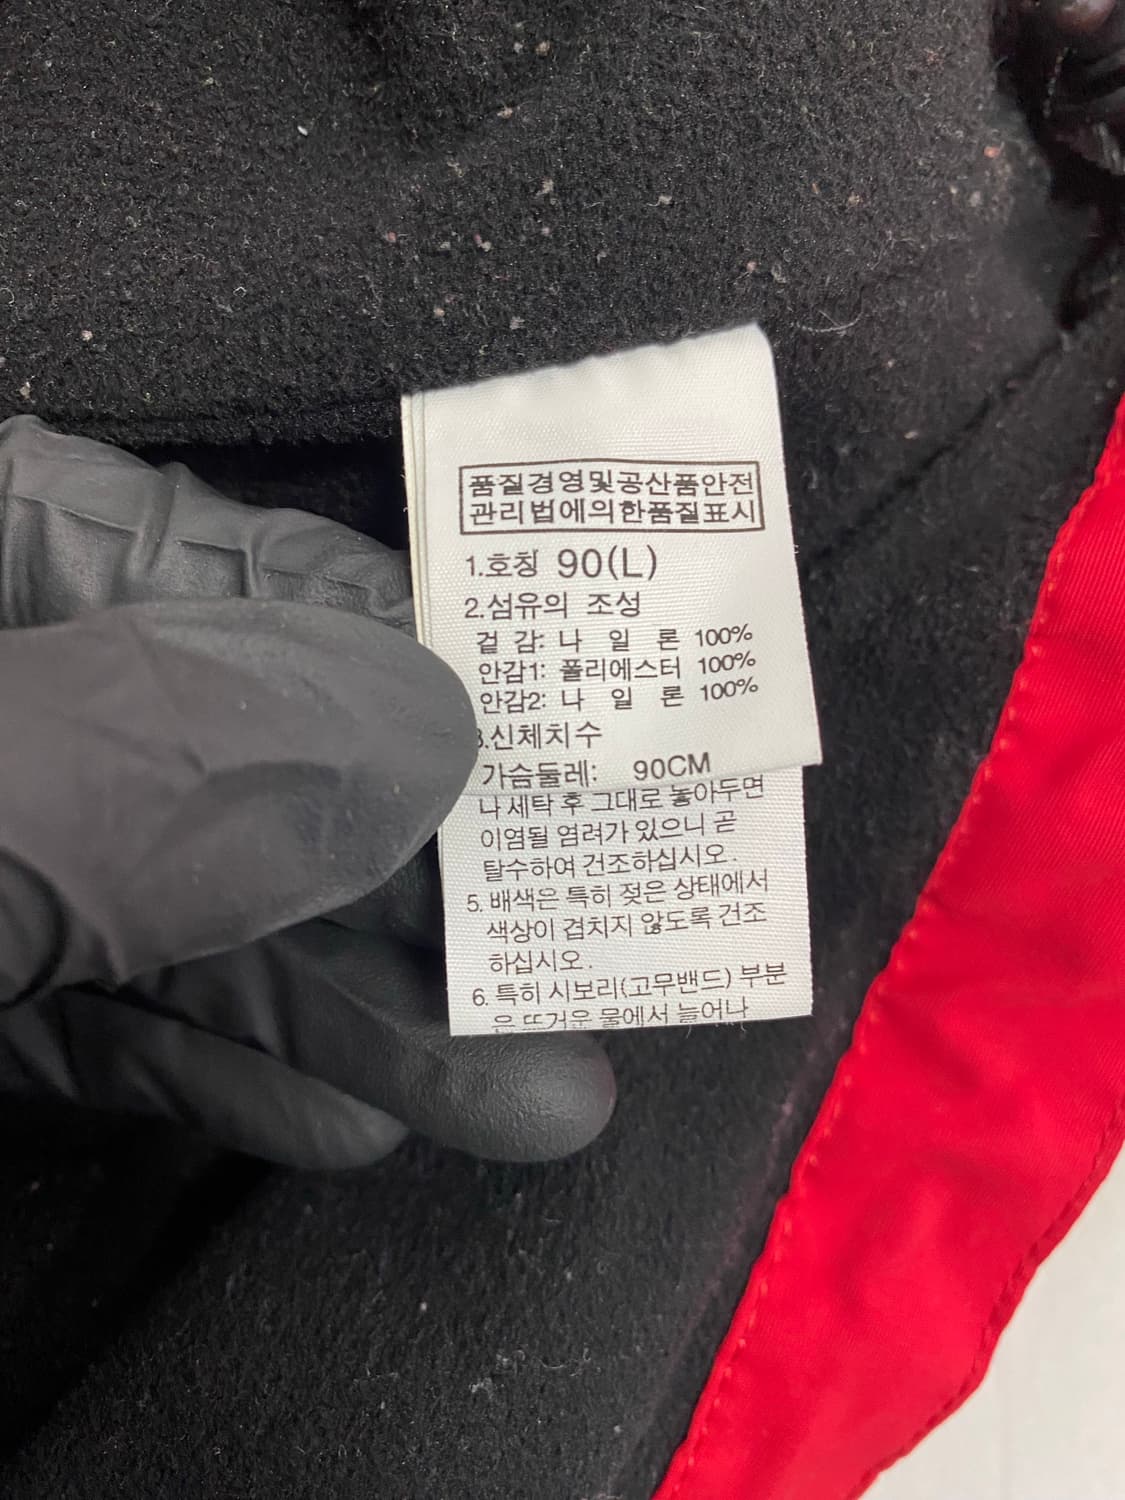 품질경영및공산품안전
관리법에의한품질표시
1.호칭 90(L)
2.섬유의 조성
겉 감: 나 일 론 100%
안감1: 폴리에스터 100%
안감2: 나 일 론 100%
3.신체치수
가슴둘레: 90CM
나 세탁 후 그대로 놓아두면
이염될 염려가 있으니 곧
탈수하여 건조하십시오.
5. 배색은 특히 젖은 상태에서
색상이 겹치지 않도록 건조
하십시오.
6. 특히 시보리(고무밴드) 부분
은 뜨거운 물에서 늘어나